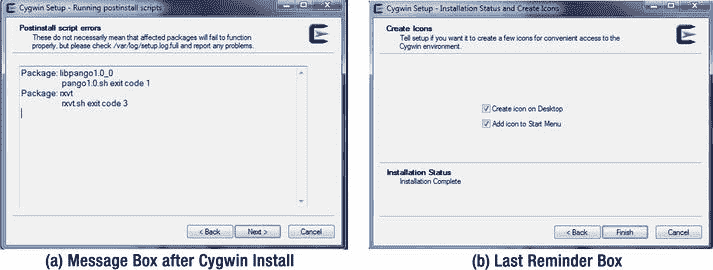 Cygwin Setup - Running postinstall scripts
Postinstall script errors
These do not necessarily mean that affected packages will fail to function
properly, but please check /var/log/setup.log.full and report any problems.
Package: libpango1.0_0
pango1.0.sh exit code 1
Package: rxvt
rxvt.sh exit code 3
< Back
Next >
Cancel
(a) Message Box after Cygwin Install
Cygwin Setup - Installation Status and Create Icons
Create Icons
Tell setup if you want it to create a few icons for convenient access to the
Cygwin environment.
Create icon on Desktop
Add icon to Start Menu
Installation Status
Installation Complete
< Back
Finish
Cancel
(b) Last Reminder Box